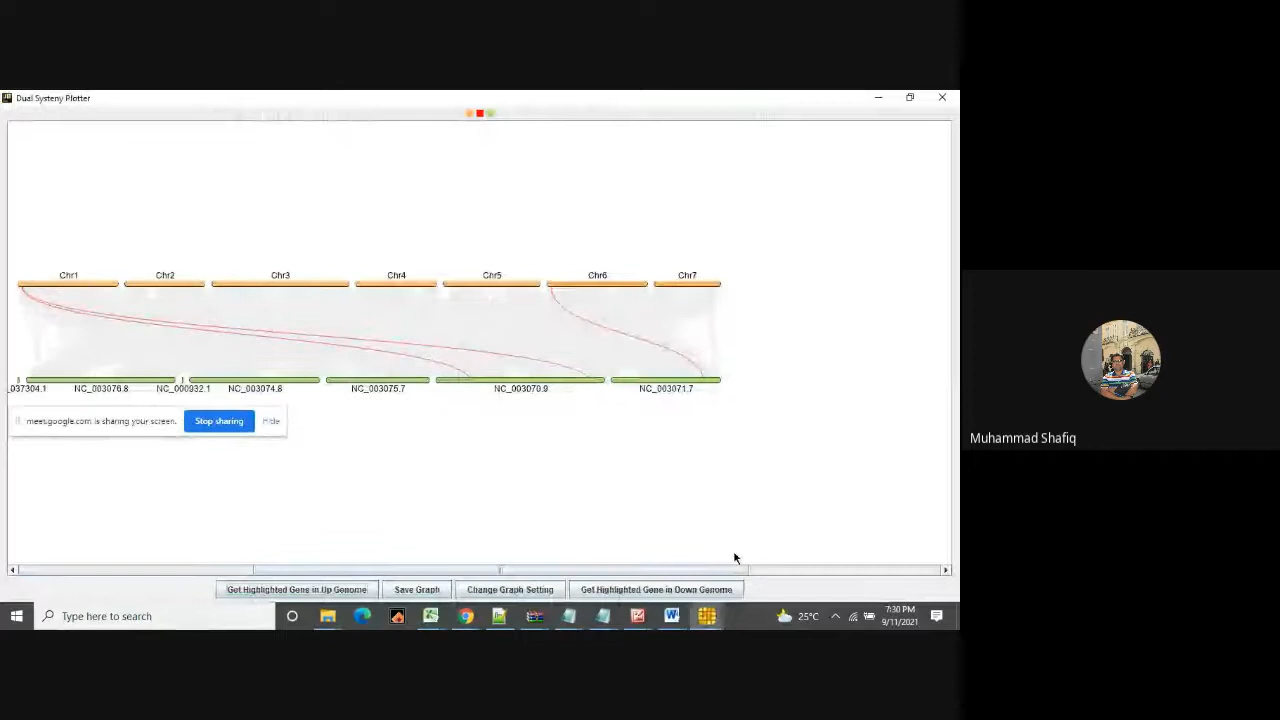 Dual Systeny Plotter
Chr1 Chr2 Chr3 Chr4 Chr5 Chr6 Chr7
_037304.1 NC_003076.8 NC_000932.1 NC_003074.8 NC_003075.7 NC_003070.9 NC_003071.7
meet.google.com is sharing your screen. Stop sharing Hide
Muhammad Shafiq
Get Highlighted Gene in Up Genome Save Graph Change Graph Setting Get Highlighted Gene in Down Genome
Type here to search 25°C 7:30 PM
9/11/2021